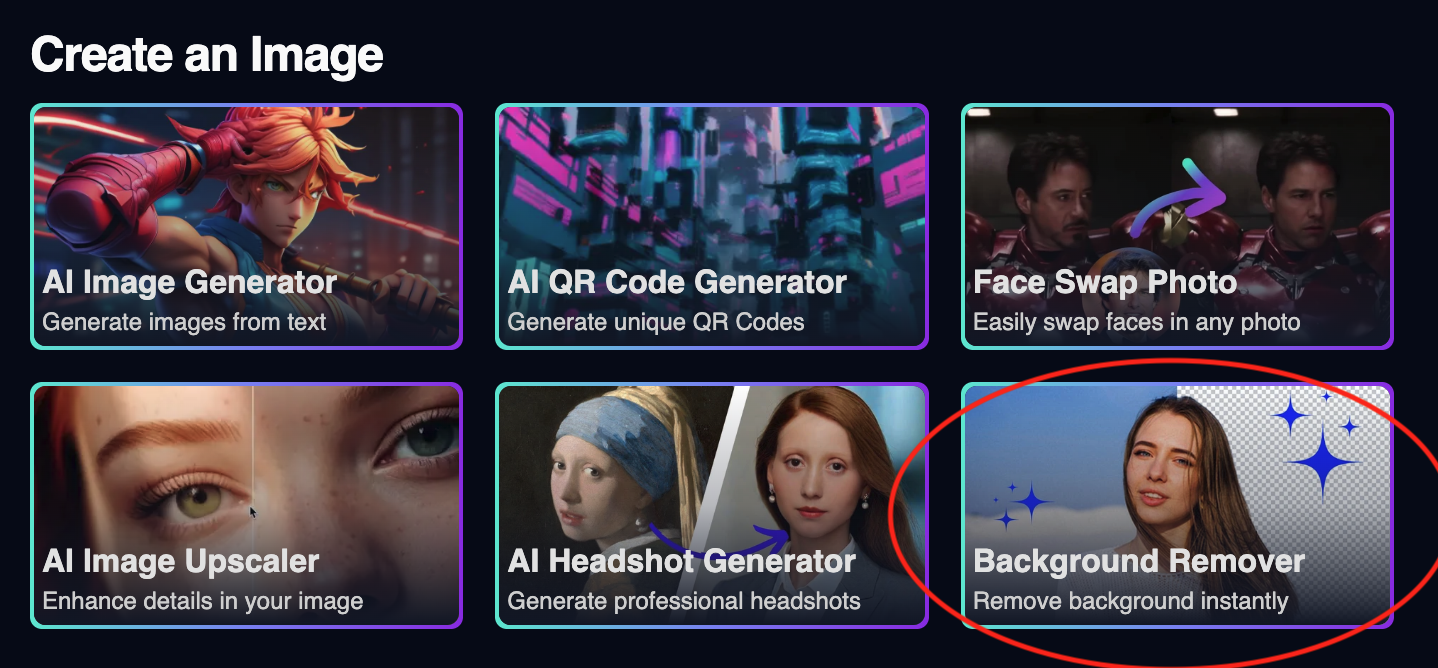 Create an Image
AI Image Generator
Generate images from text
AI QR Code Generator
Generate unique QR Codes
Face Swap Photo
Easily swap faces in any photo
AI Image Upscaler
Enhance details in your image
AI Headshot Generator
Generate professional headshots
Background Remover
Remove background instantly